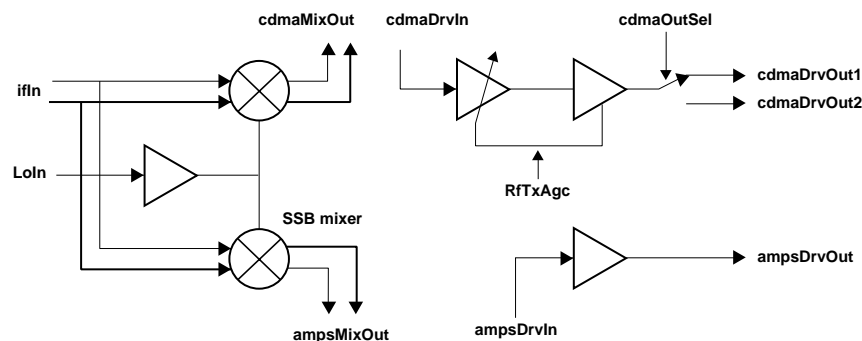 cdmaMixOut
cdmaDrvIn
cdmaOutSel
ifIn
cdmaDrvOut1
cdmaDrvOut2
LoIn
RfTxAgc
SSB mixer
ampsDrvOut
ampsMixOut
ampsDrvIn